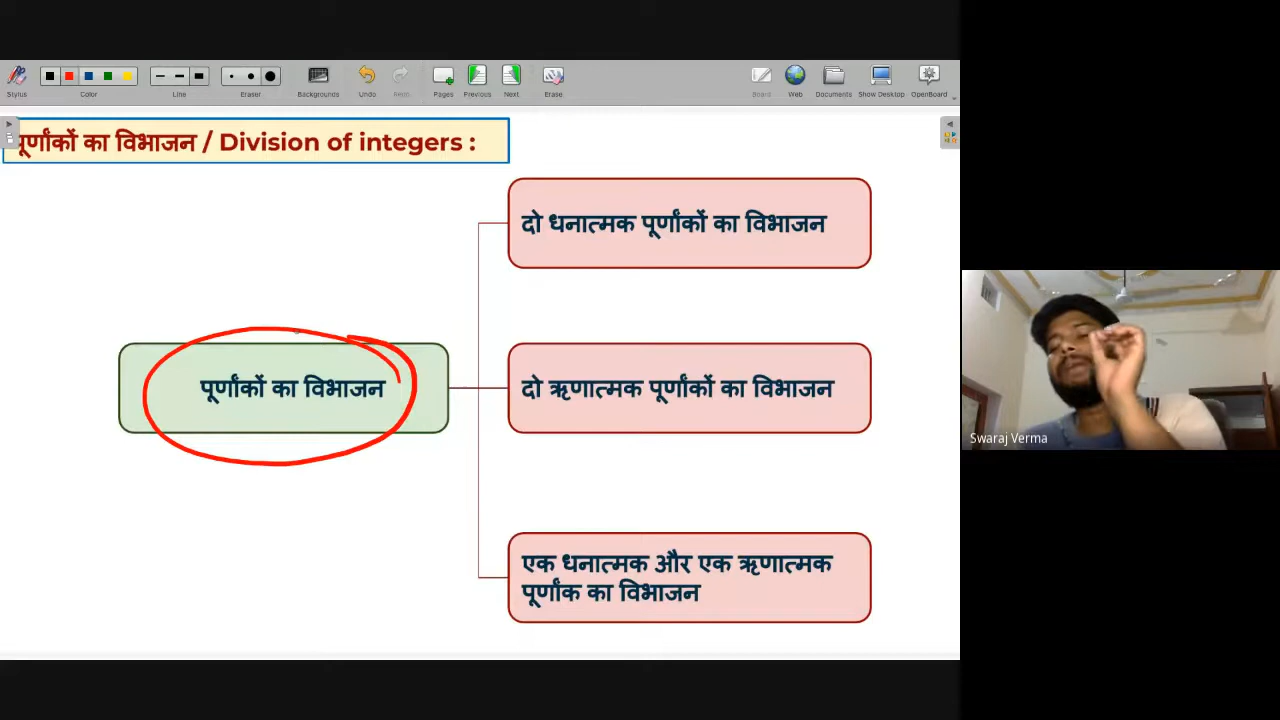 Stylus
Color
Line
Eraser
Backgrounds
Undo
Redo
Pages
Previous
Next
Erase
Board
Web
Documents
Show Desktop
OpenBoard
पूर्णांकों का विभाजन / Division of integers :
दो धनात्मक पूर्णांकों का विभाजन
पूर्णांकों का विभाजन
दो ऋणात्मक पूर्णांकों का विभाजन
एक धनात्मक और एक ऋणात्मक
पूर्णांक का विभाजन
Swaraj Verma